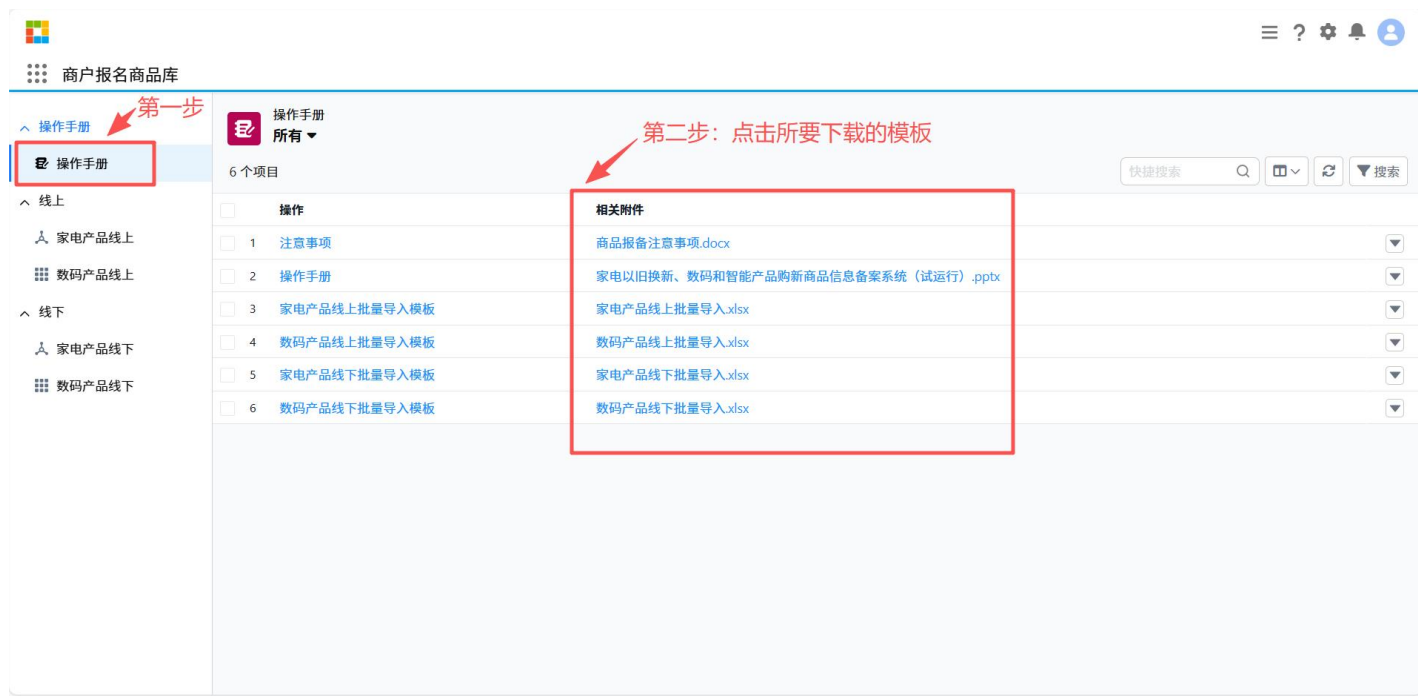 商户报名商品库
操作手册
第一步
操作手册
线上
家电产品线上
数码产品线上
线下
家电产品线下
数码产品线下
操作手册
所有
第二步：点击所要下载的模板
6 个项目
快捷搜索
搜索
操作 相关附件
1 注意事项 商品报备注意事项.docx
2 操作手册 家电以旧换新、数码和智能产品购新商品信息备案系统（试运行）.pptx
3 家电产品线上批量导入模板 家电产品线上批量导入.xlsx
4 数码产品线上批量导入模板 数码产品线上批量导入.xlsx
5 家电产品线下批量导入模板 家电产品线下批量导入.xlsx
6 数码产品线下批量导入模板 数码产品线下批量导入.xlsx